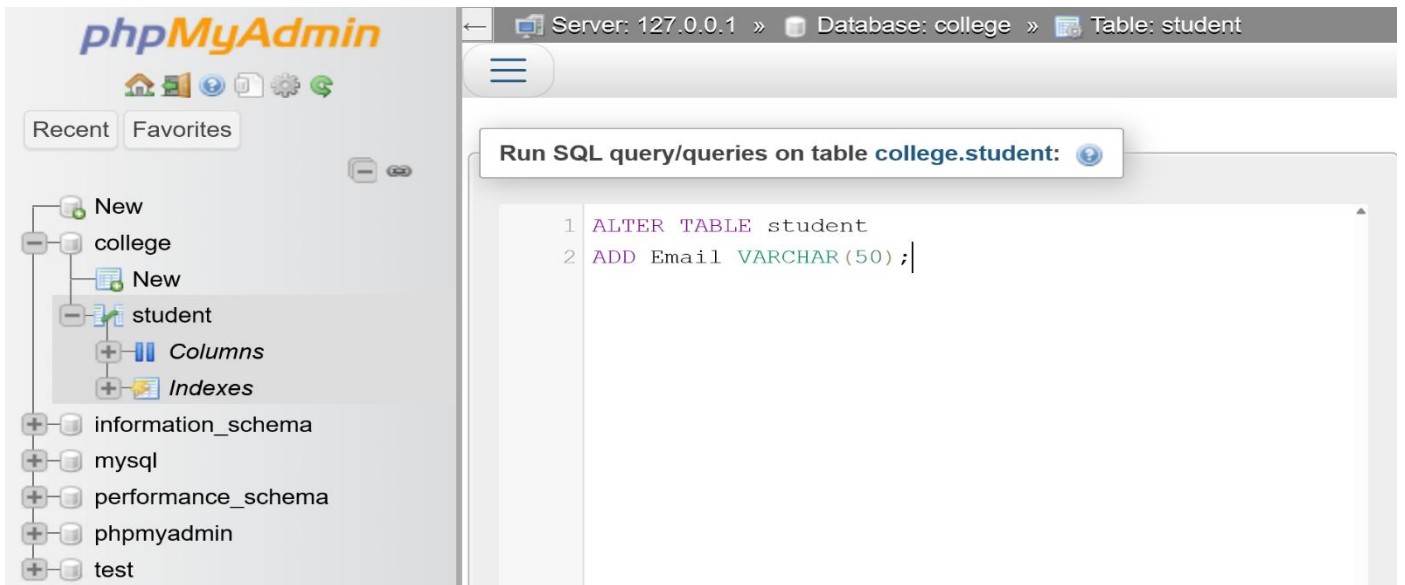 phpMyAdmin
Recent Favorites
New
college
New
student
Columns
Indexes
information_schema
mysql
performance_schema
phpmyadmin
test
← Server: 127.0.0.1 » Database: college » Table: student
Run SQL query/queries on table college.student:
1 ALTER TABLE student
2 ADD Email VARCHAR(50);